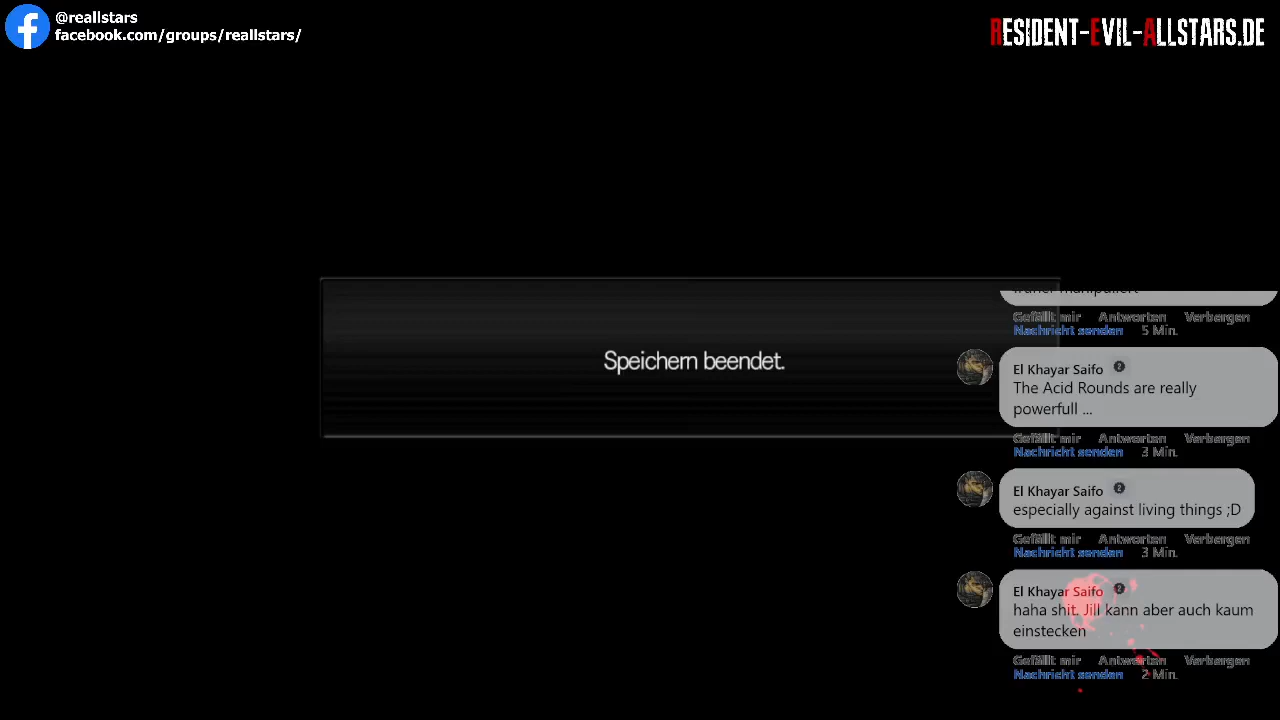 @reallstars
facebook.com/groups/reallstars/
RESIDENT-EVIL-ALLSTARS.DE
Speichern beendet.
Gefällt mir Antworten Verbergen
Nachricht senden 5 Min.
El Khayar Saifo 2
The Acid Rounds are really
powerfull ...
Gefällt mir Antworten Verbergen
Nachricht senden 3 Min.
El Khayar Saifo 2
especially against living things ;D
Gefällt mir Antworten Verbergen
Nachricht senden 3 Min.
El Khayar Saifo 2
haha shit. Jill kann aber auch kaum
einstecken
Gefällt mir Antworten Verbergen
Nachricht senden 2 Min.